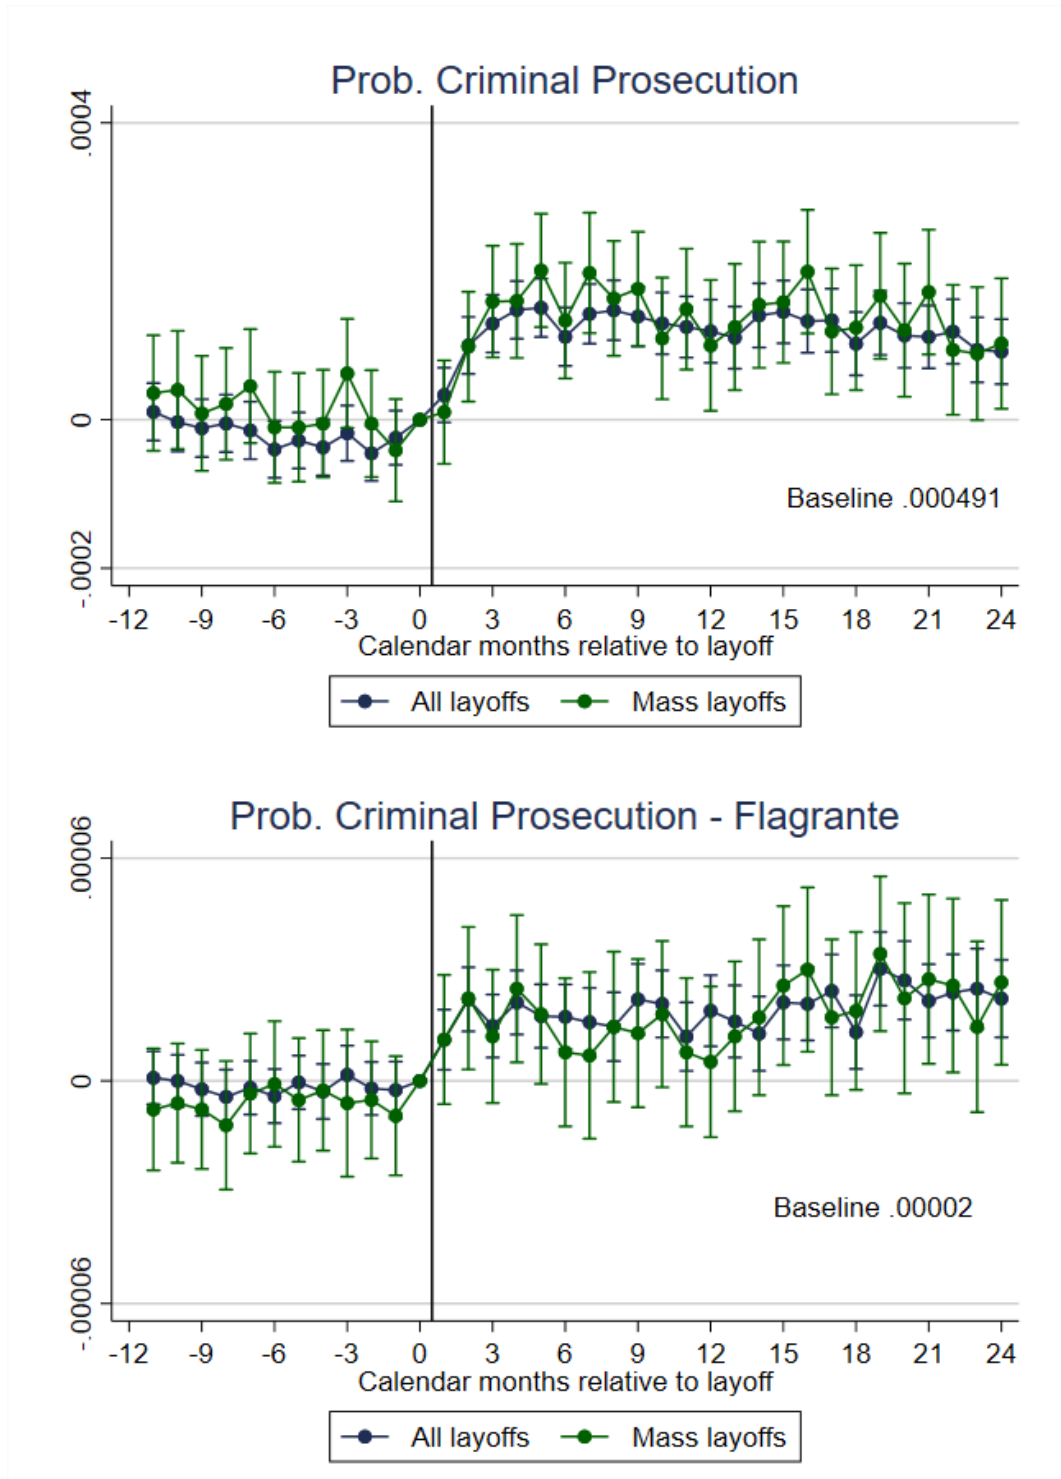 Prob. Criminal Prosecution
.0004
0
-.0002
Baseline .000491
-12 -9 -6 -3 0 3 6 9 12 15 18 21 24
Calendar months relative to layoff
All layoffs Mass layoffs
Prob. Criminal Prosecution - Flagrante
.00006
0
-.00006
Baseline .00002
-12 -9 -6 -3 0 3 6 9 12 15 18 21 24
Calendar months relative to layoff
All layoffs Mass layoffs